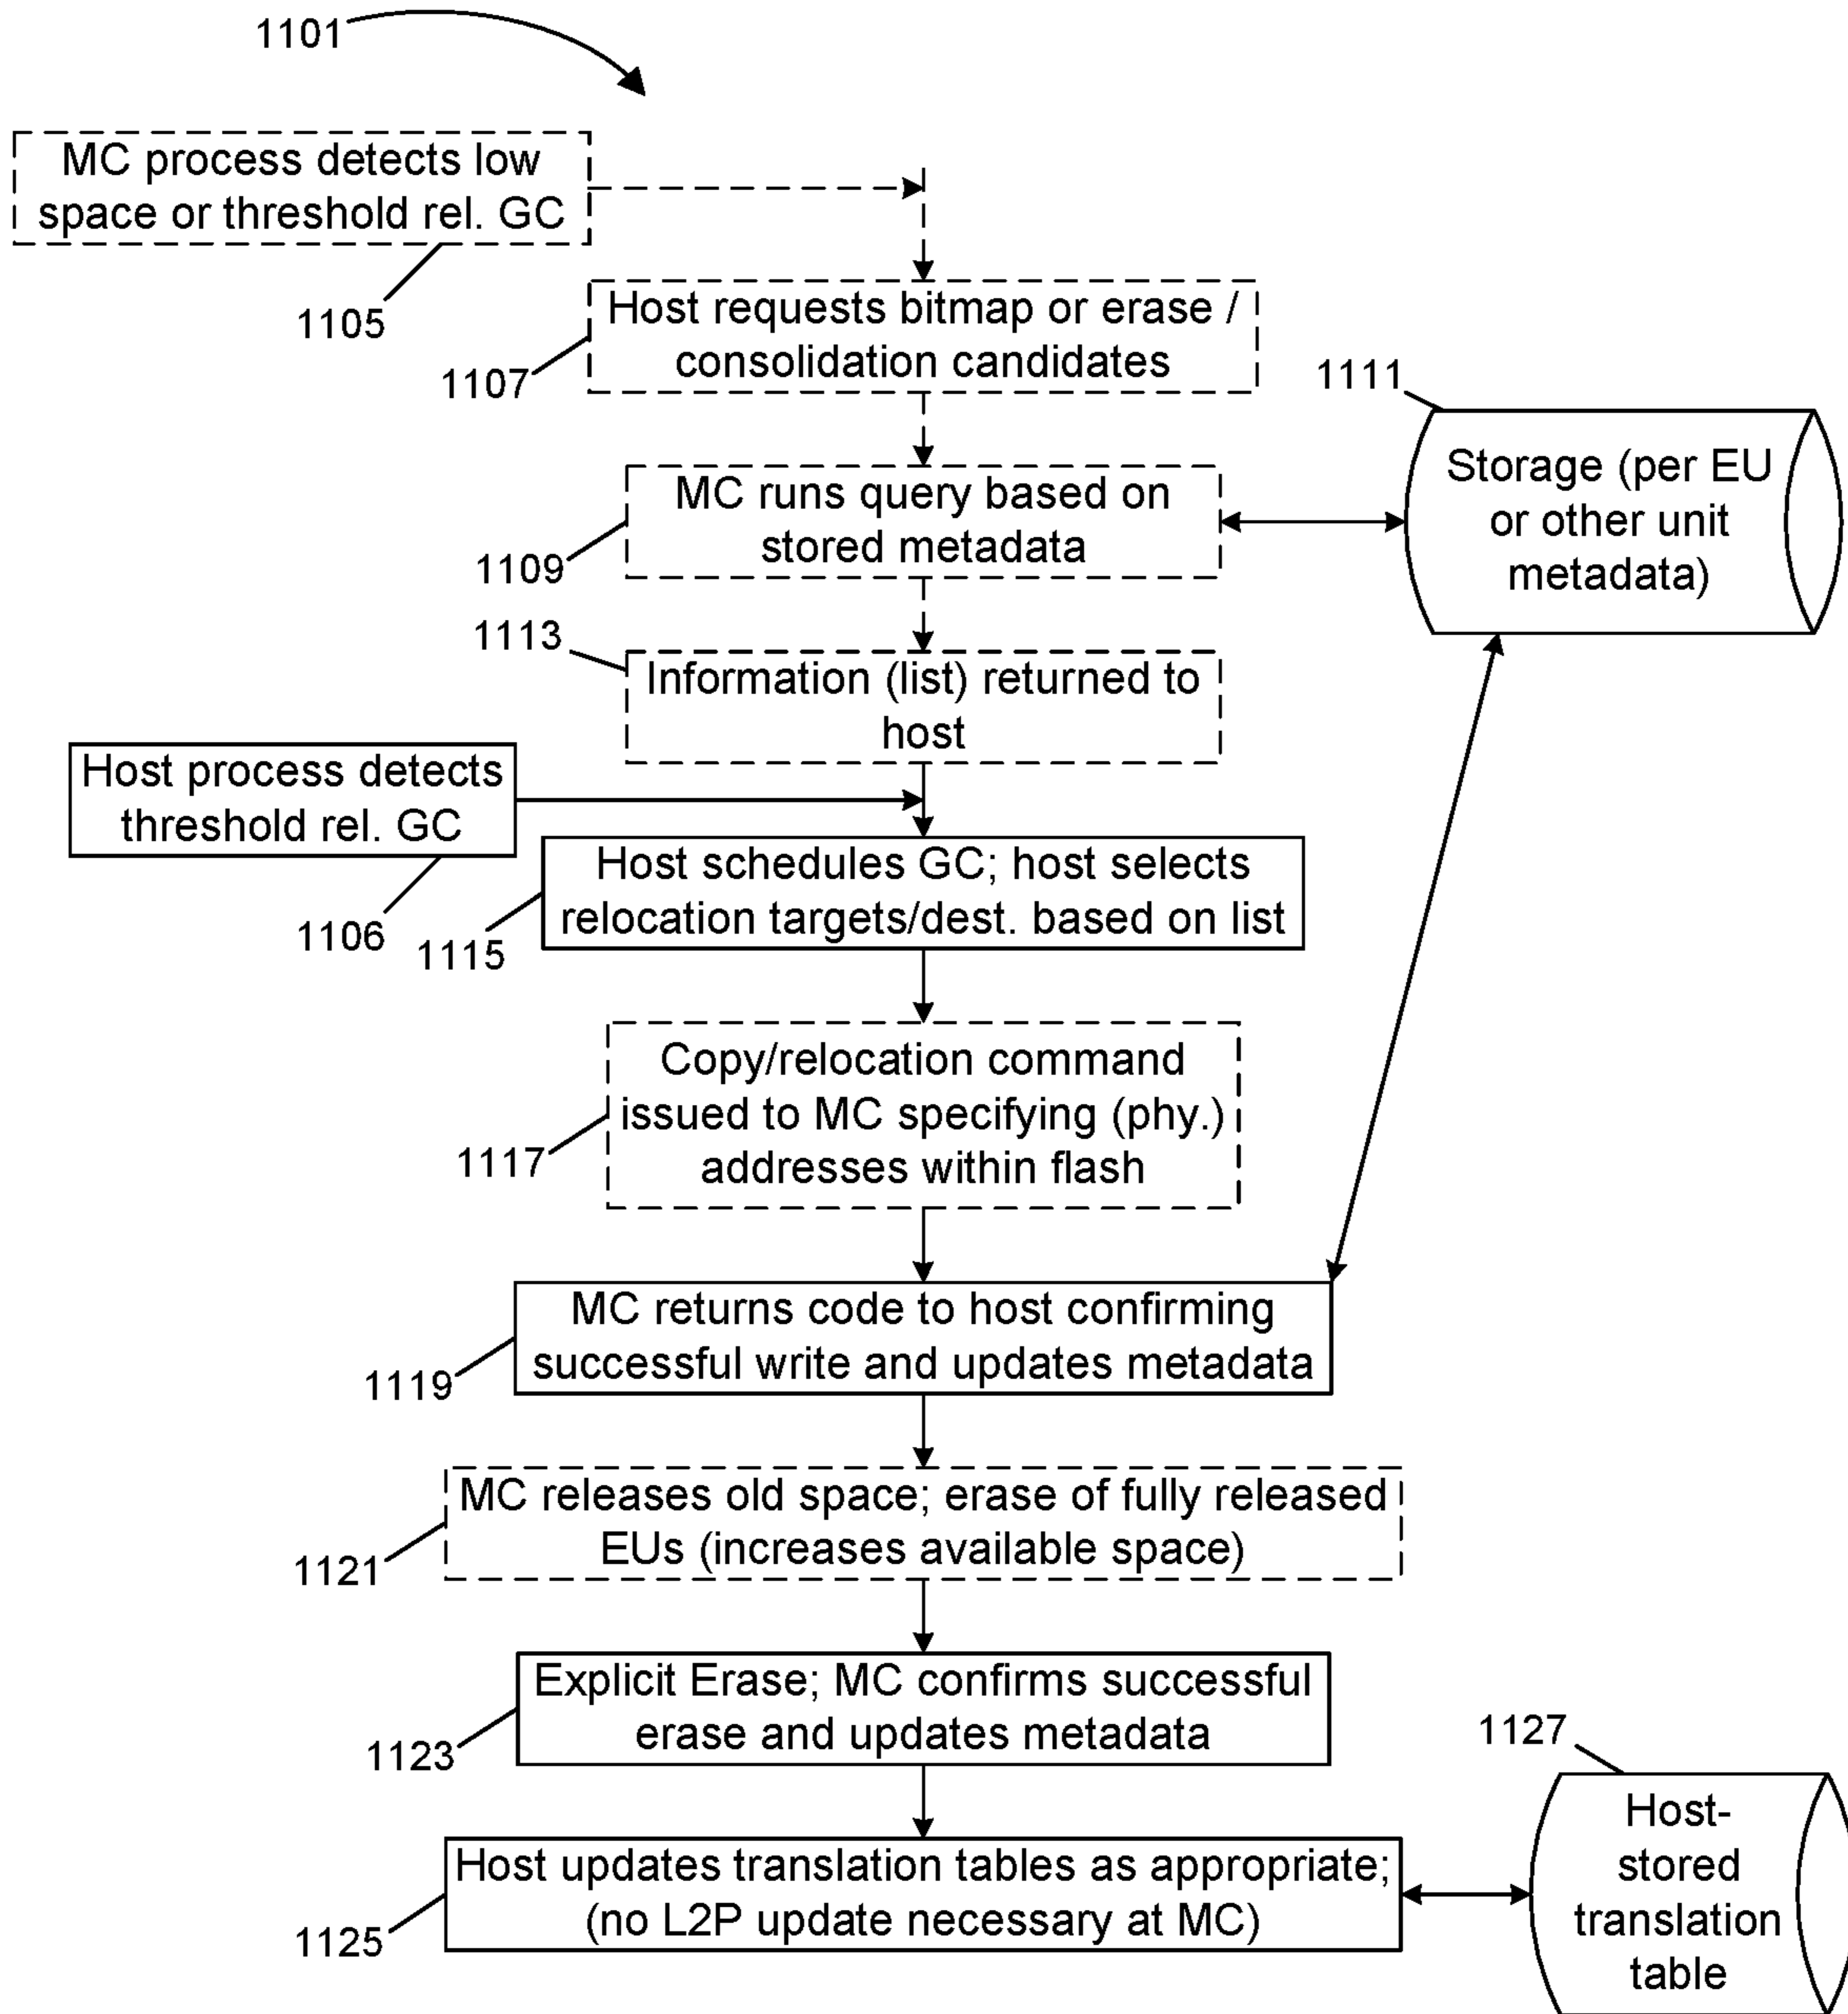 1101
MC process detects low
space or threshold rel. GC
1105
Host requests bitmap or erase /
consolidation candidates
1107
1111
Storage (per EU
or other unit
metadata)
MC runs query based on
stored metadata
1109
1113
Information (list) returned to
host
Host process detects
threshold rel. GC
1106
Host schedules GC; host selects
relocation targets/dest. based on list
1115
Copy/relocation command
issued to MC specifying (phy.)
addresses within flash
1117
MC returns code to host confirming
successful write and updates metadata
1119
MC releases old space; erase of fully released
EUs (increases available space)
1121
Explicit Erase; MC confirms successful
erase and updates metadata
1123
1127
Host-
stored
translation
table
Host updates translation tables as appropriate;
(no L2P update necessary at MC)
1125